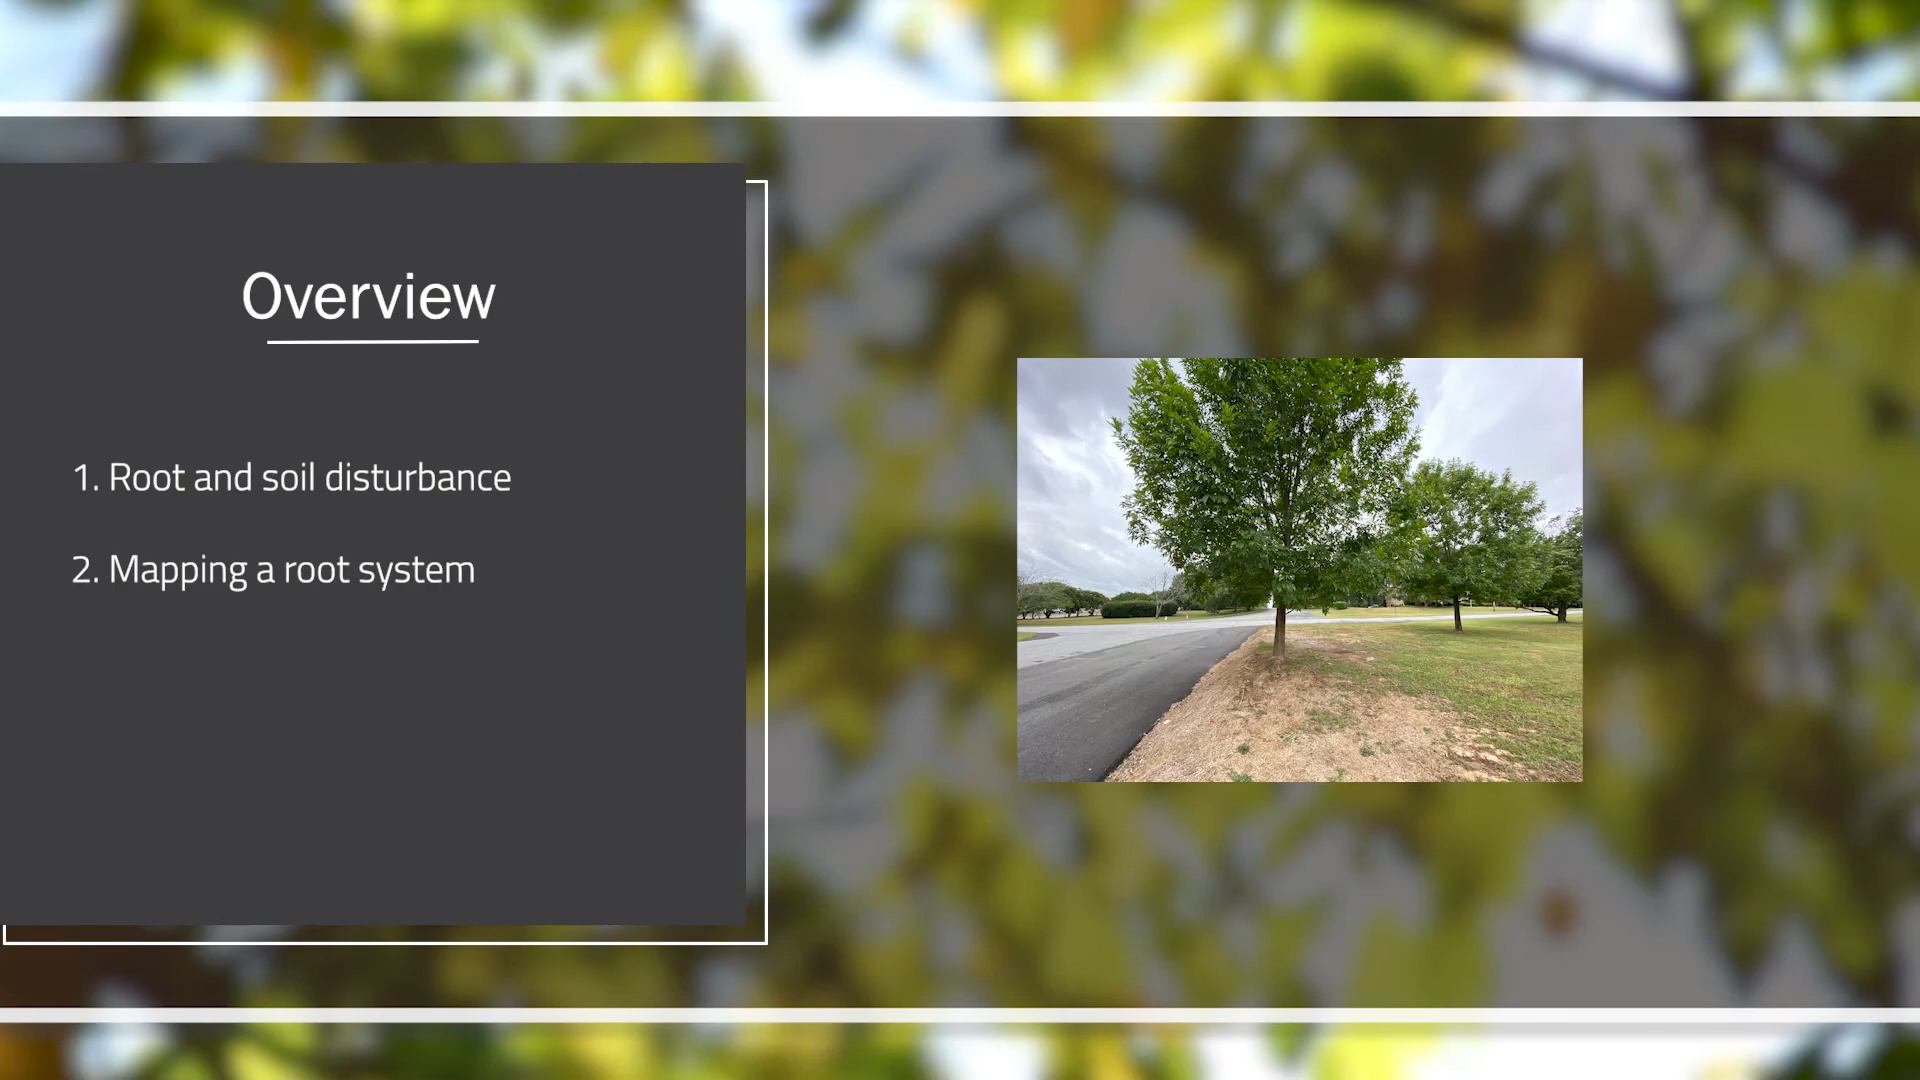 Overview
1. Root and soil disturbance
2. Mapping a root system